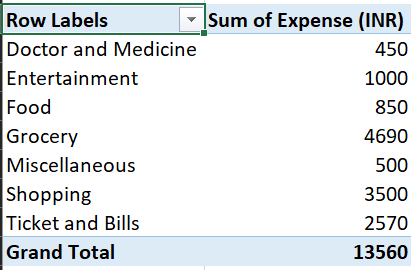 Row Labels Sum of Expense (INR)
Doctor and Medicine 450
Entertainment 1000
Food 850
Grocery 4690
Miscellaneous 500
Shopping 3500
Ticket and Bills 2570
Grand Total 13560